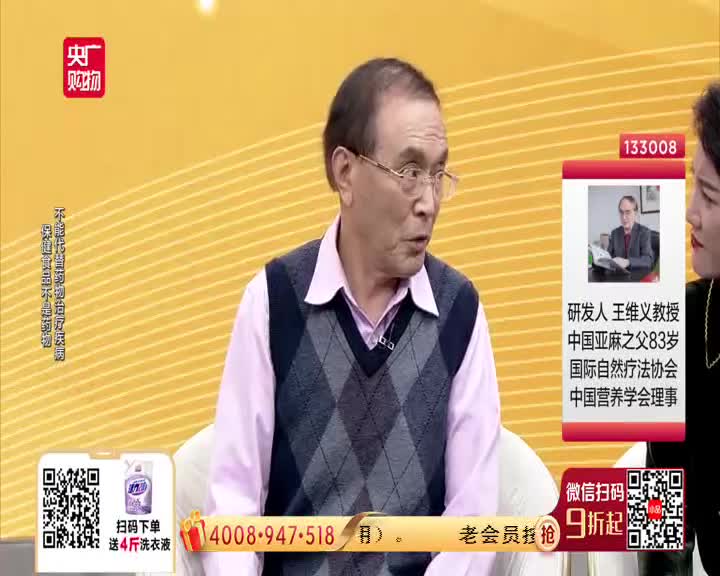 央广
购物
133008
不能代替药物治疗疾病
保健食品不是药物
研发人 王维义教授
中国亚麻之父83岁
国际自然疗法协会
中国营养学会理事
扫码下单
送4斤洗衣液
4008·947·518
用）。 老会员扫
抢
微信扫码
9折起